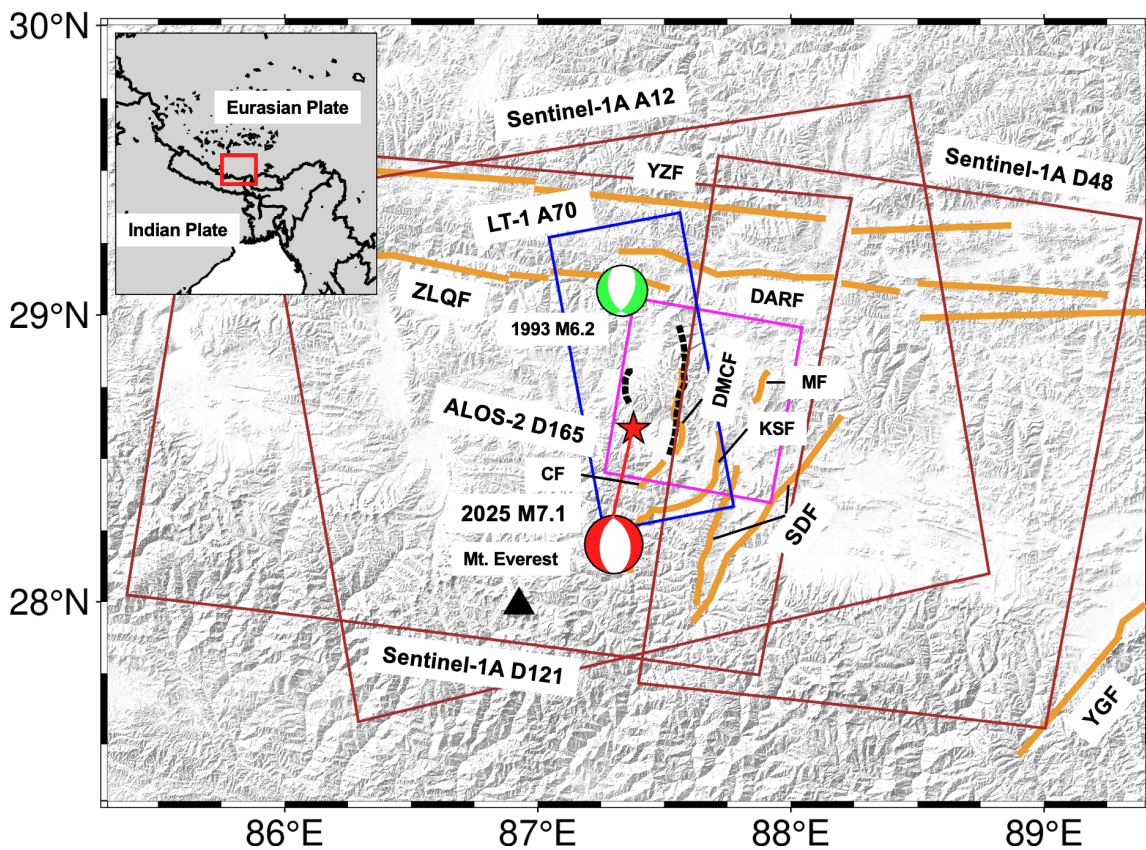 30°N
29°N
28°N
86°E
87°E
88°E
89°E
Eurasian Plate
Indian Plate
Sentinel-1A A12
Sentinel-1A D48
YZF
LT-1 A70
ZLQF
DARF
1993 M6.2
DMCF
MF
ALOS-2 D165
KSF
CF
2025 M7.1
SDF
Mt. Everest
Sentinel-1A D121
YGF